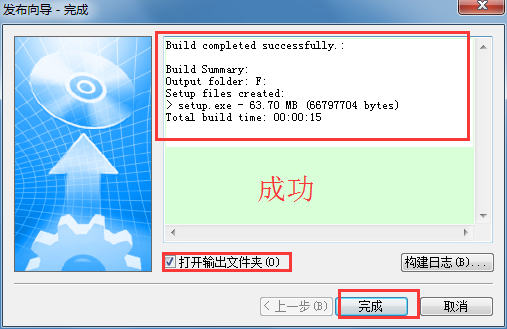 发布向导 - 完成
Build completed successfully.:
Build Summary:
Output folder: F:
Setup files created:
> setup.exe - 63.70 MB (66797704 bytes)
Total build time: 00:00:15
成功
打开输出文件夹(O)
构建日志(B)...
< 上一步(B)
完成
取消